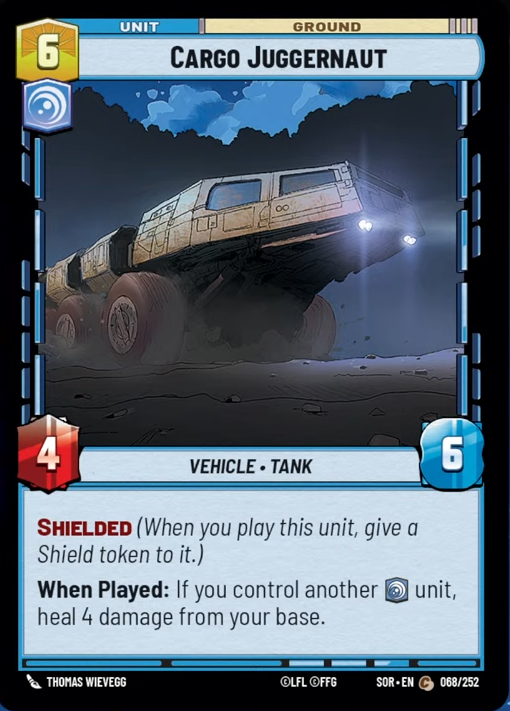 UNIT GROUND
6 CARGO JUGGERNAUT
4 VEHICLE • TANK 6
SHIELDED (When you play this unit, give a
Shield token to it.)
When Played: If you control another unit,
heal 4 damage from your base.
THOMAS WIEVEGG ©LFL ©FFG SOR • EN C 068/252